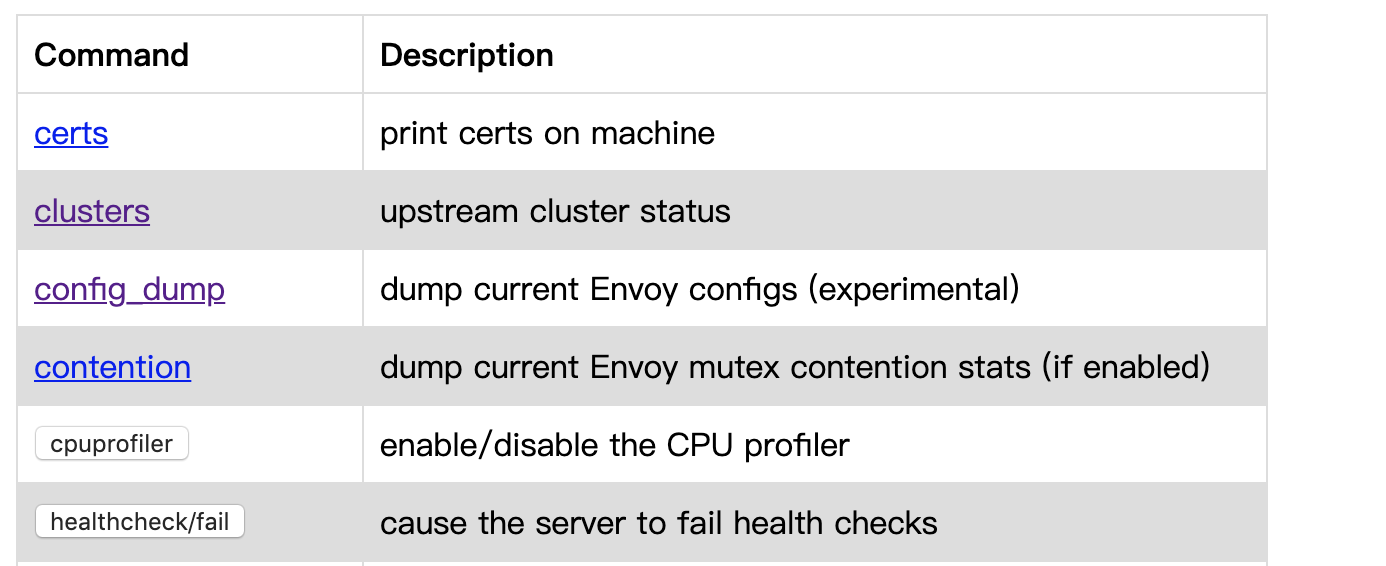 Command Description
certs print certs on machine
clusters upstream cluster status
config_dump dump current Envoy configs (experimental)
contention dump current Envoy mutex contention stats (if enabled)
cpuprofiler enable/disable the CPU profiler
healthcheck/fail cause the server to fail health checks